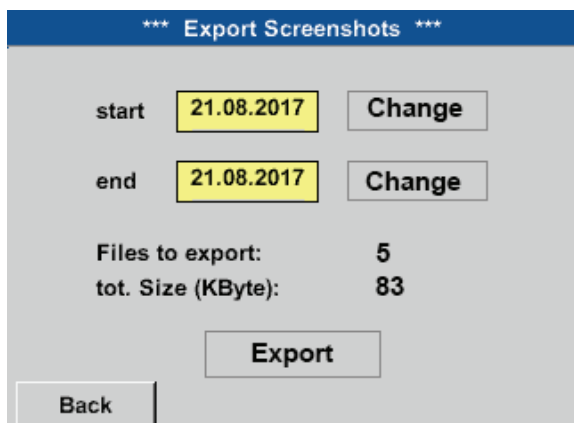 *** Export Screenshots ***
start 21.08.2017 Change
end 21.08.2017 Change
Files to export: 5
tot. Size (KByte): 83
Export
Back